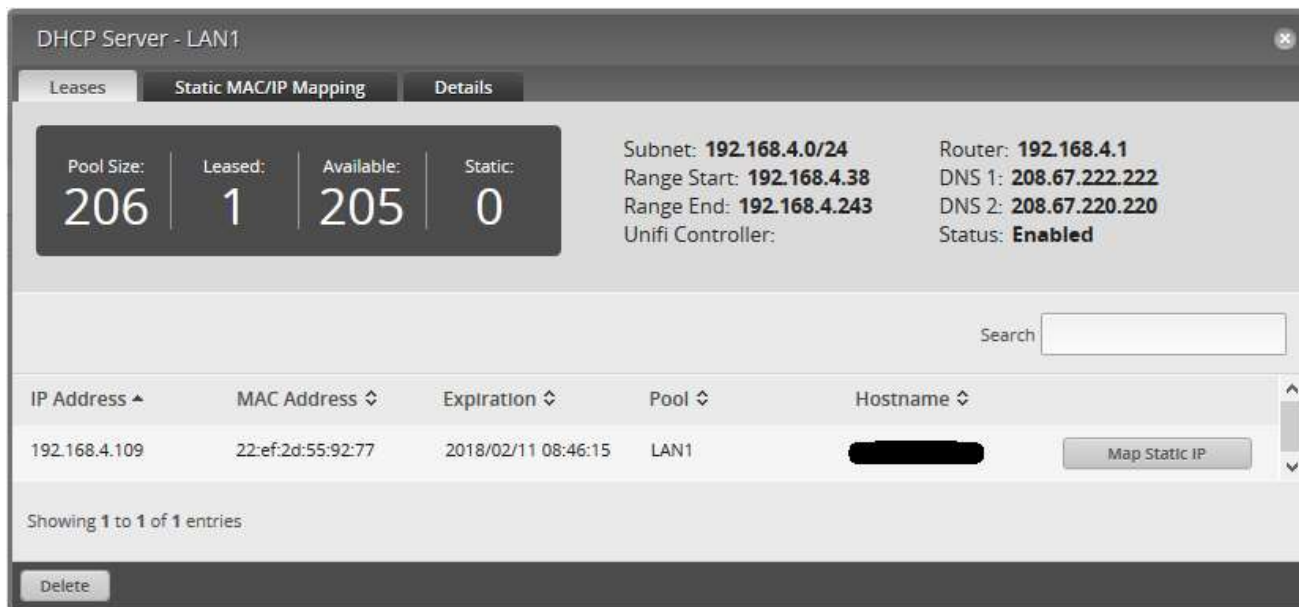 DHCP Server - LAN1
Leases Static MAC/IP Mapping Details
Pool Size: Leased: Available: Static:
206 1 205 0
Subnet: 192.168.4.0/24 Router: 192.168.4.1
Range Start: 192.168.4.38 DNS 1: 208.67.222.222
Range End: 192.168.4.243 DNS 2: 208.67.220.220
Unifi Controller: Status: Enabled
Search
IP Address MAC Address Expiration Pool Hostname
192.168.4.109 22:ef:2d:55:92:77 2018/02/11 08:46:15 LAN1 Map Static IP
Showing 1 to 1 of 1 entries
Delete